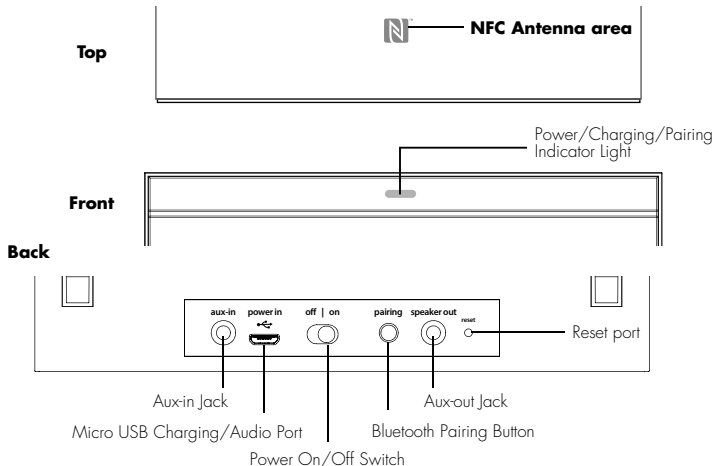 NFC Antenna area
Top
Power/Charging/Pairing
Indicator Light
Front
Back
aux-in power in off | on pairing speaker out reset
Reset port
Aux-in Jack Aux-out Jack
Micro USB Charging/Audio Port Bluetooth Pairing Button
Power On/Off Switch